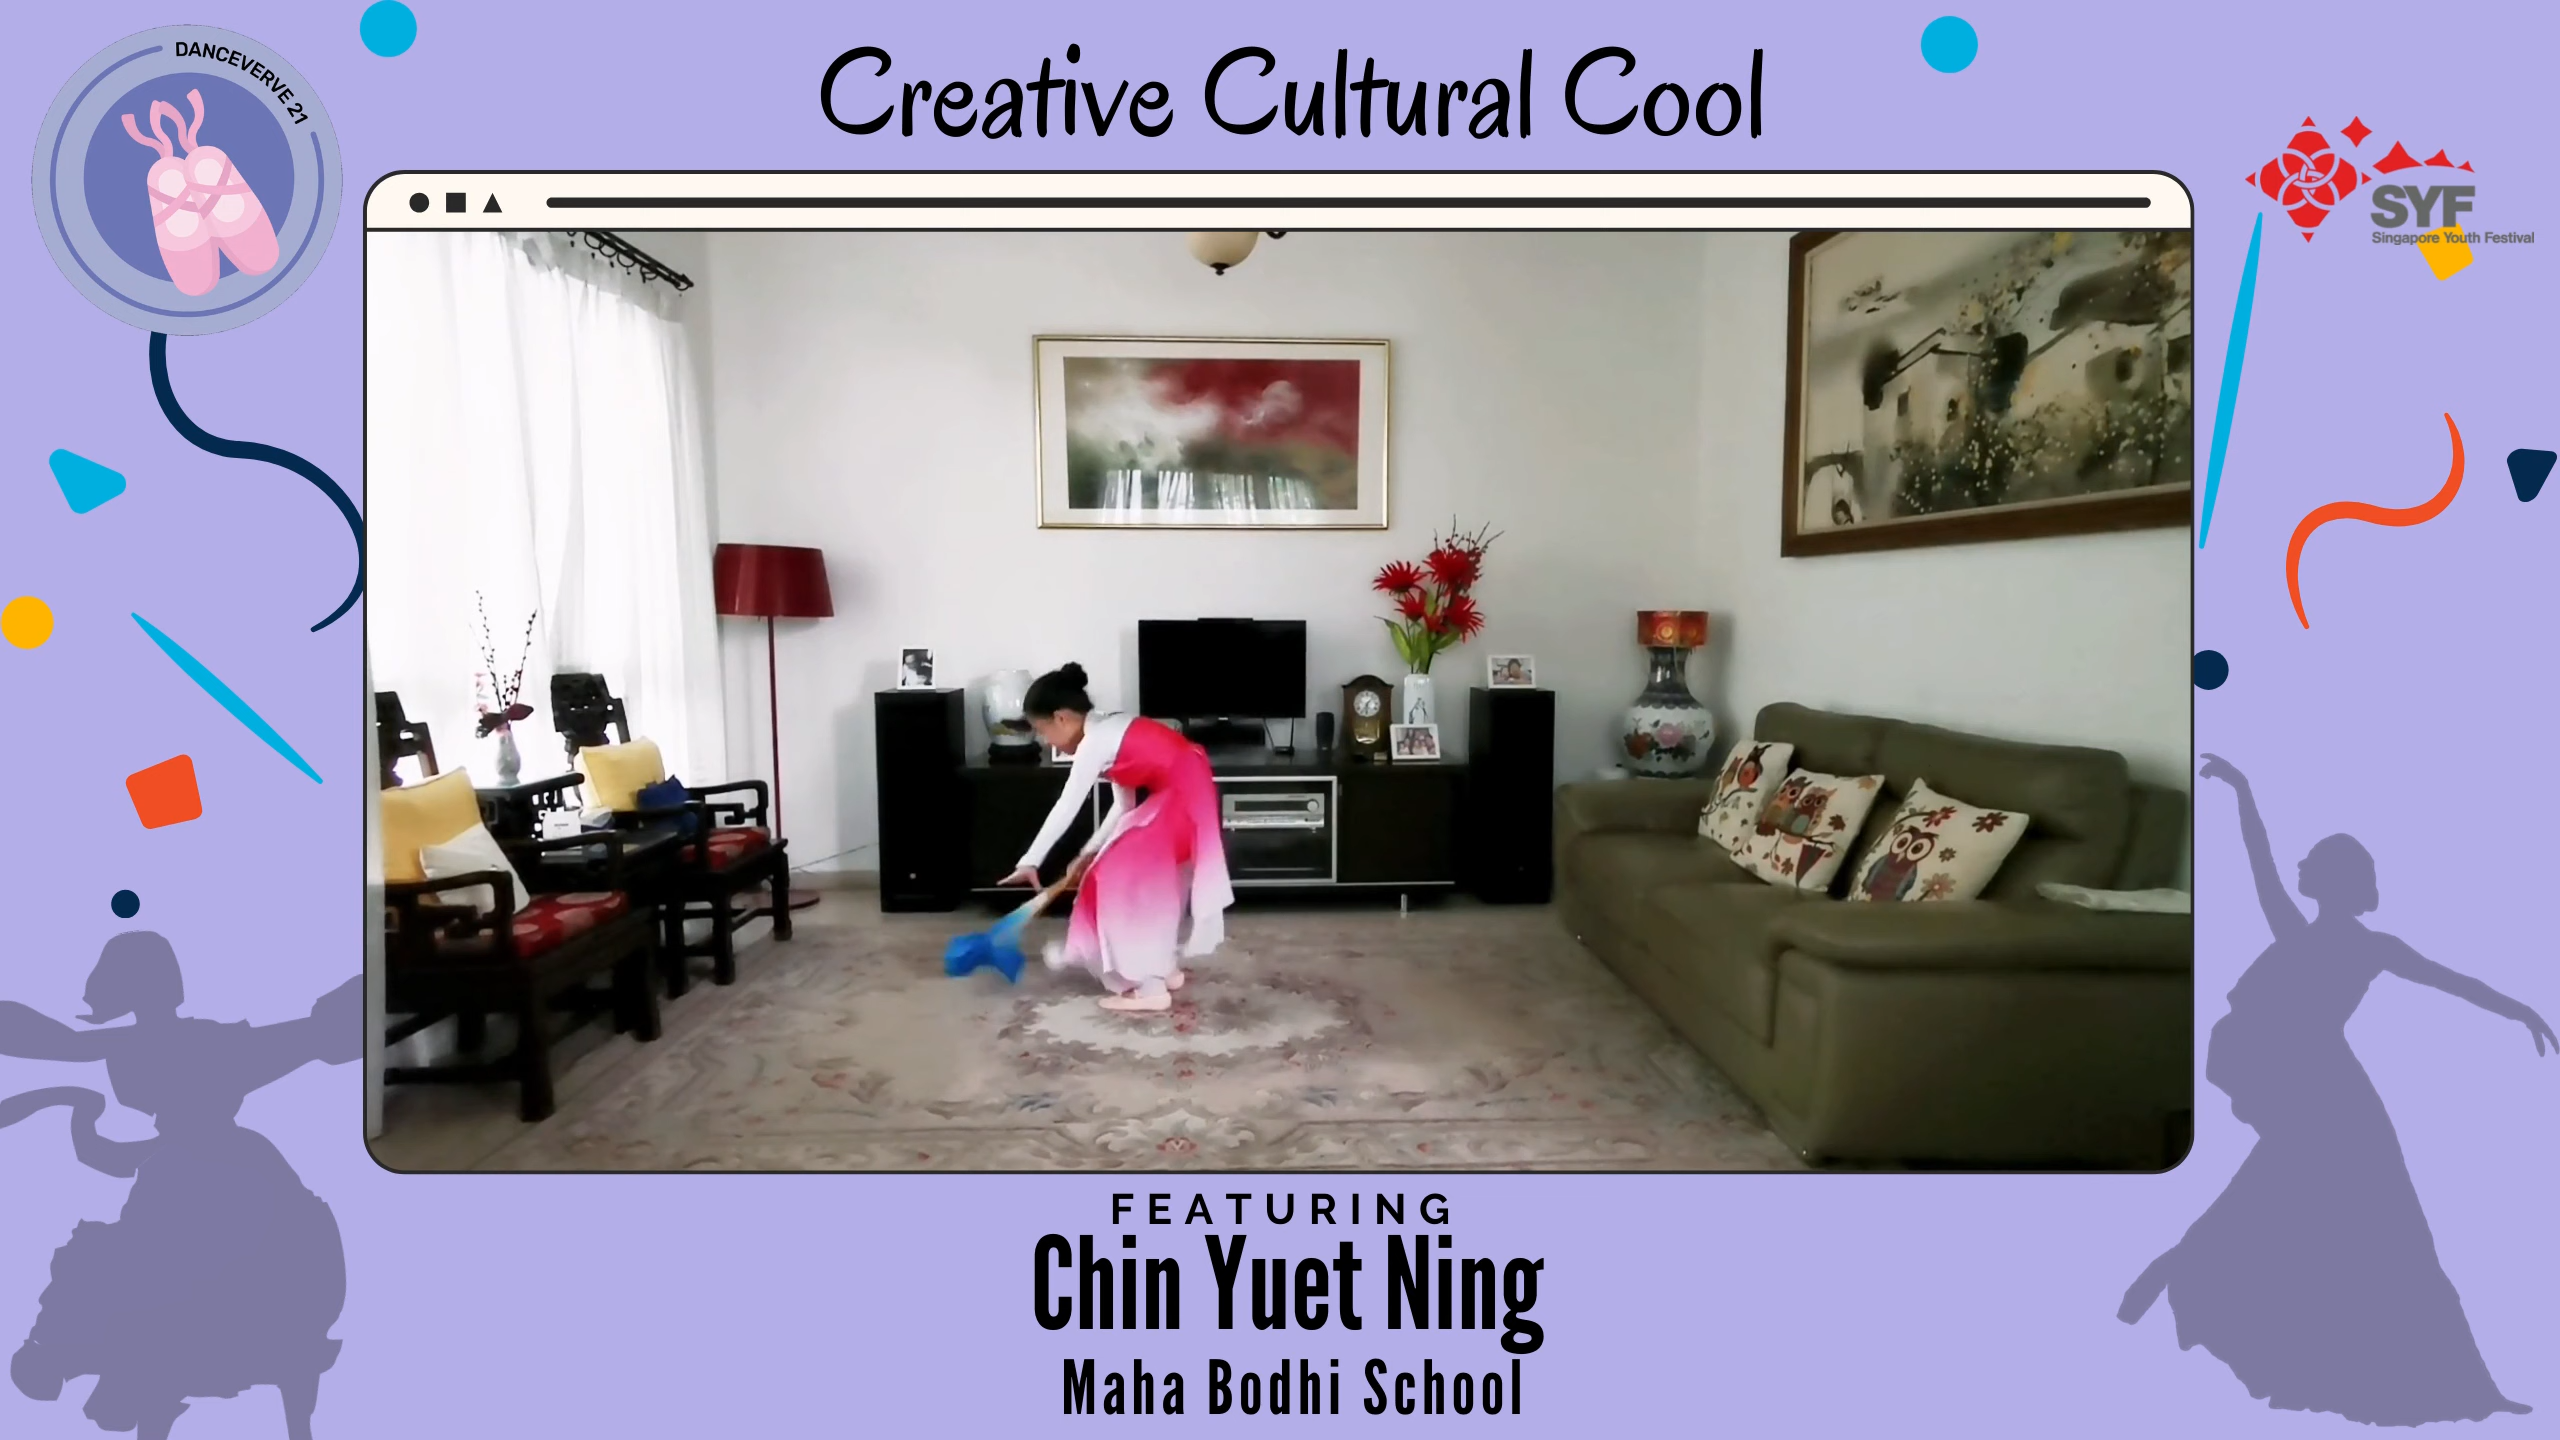 DANCEVERVE 21
Creative Cultural Cool
SYF
Singapore Youth Festival
FEATURING
Chin Yuet Ning
Maha Bodhi School